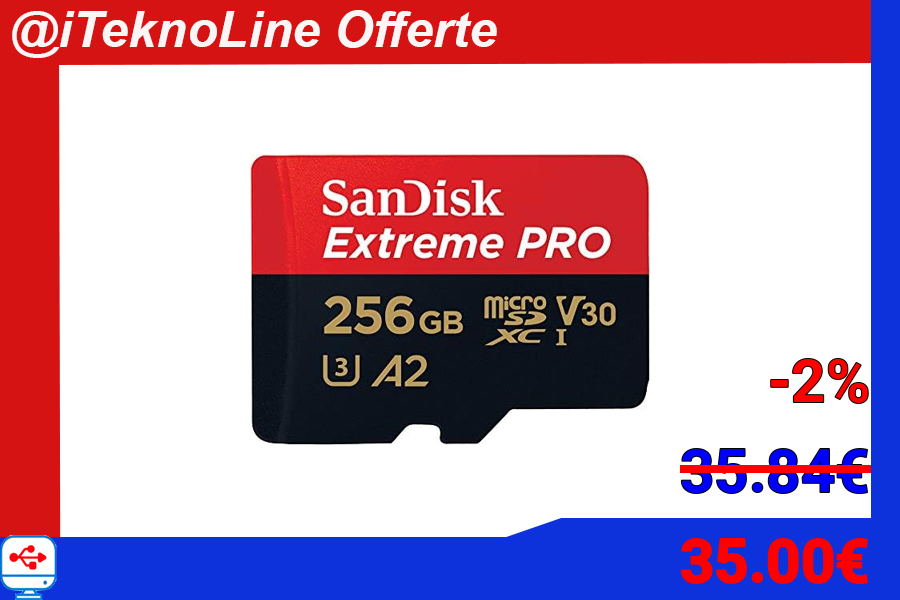 @iTeknoLine Offerte
SanDisk
Extreme PRO
256GB micro SD XC I V30
U3 A2
-2%
35.84€
35.00€